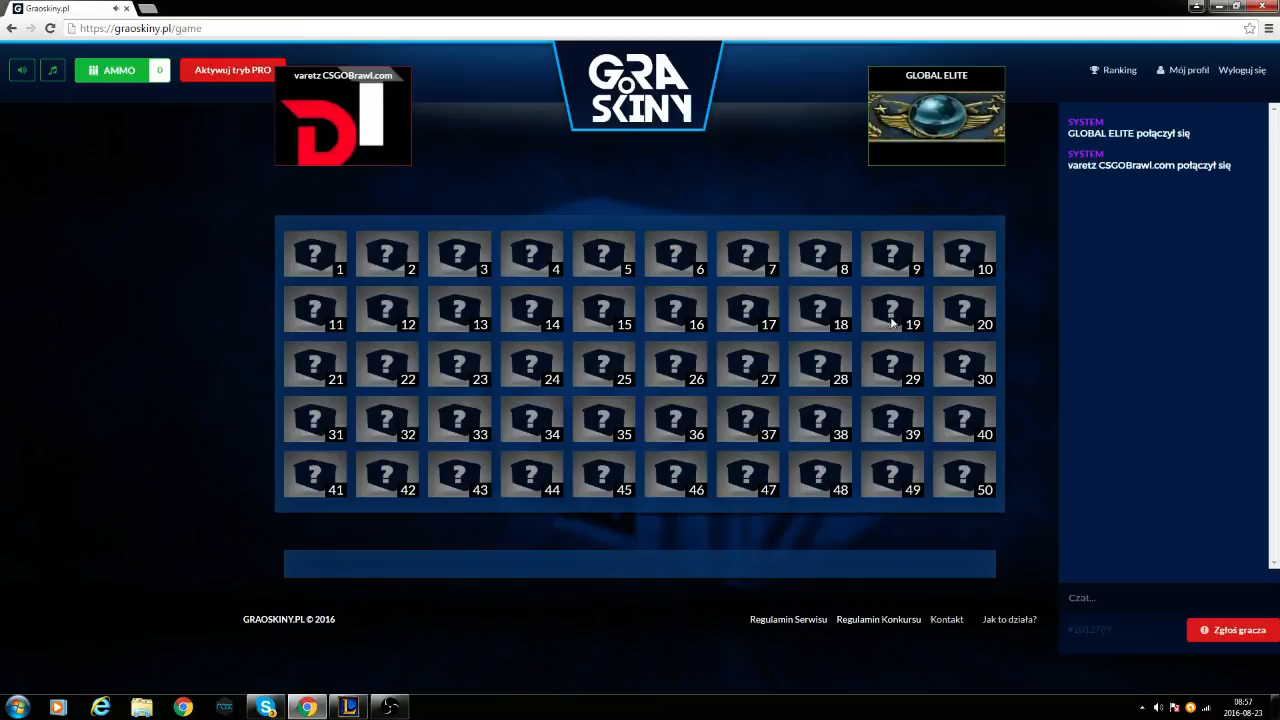 Graoskiny.pl
https://graoskiny.pl/game
AMMO 0
Aktywuj tryb PRO
varetz CSGOBrawl.com
GRA O SKINY
GLOBAL ELITE
Ranking
Mój profil
Wyloguj się
SYSTEM
GLOBAL ELITE połączył się
SYSTEM
varetz CSGOBrawl.com połączył się
? 1 ? 2 ? 3 ? 4 ? 5 ? 6 ? 7 ? 8 ? 9 ? 10
? 11 ? 12 ? 13 ? 14 ? 15 ? 16 ? 17 ? 18 ? 19 ? 20
? 21 ? 22 ? 23 ? 24 ? 25 ? 26 ? 27 ? 28 ? 29 ? 30
? 31 ? 32 ? 33 ? 34 ? 35 ? 36 ? 37 ? 38 ? 39 ? 40
? 41 ? 42 ? 43 ? 44 ? 45 ? 46 ? 47 ? 48 ? 49 ? 50
Czat...
#1012789
Zgłoś gracza
GRAOSKINY.PL © 2016
Regulamin Serwisu
Regulamin Konkursu
Kontakt
Jak to działa?
08:57
2016-08-23